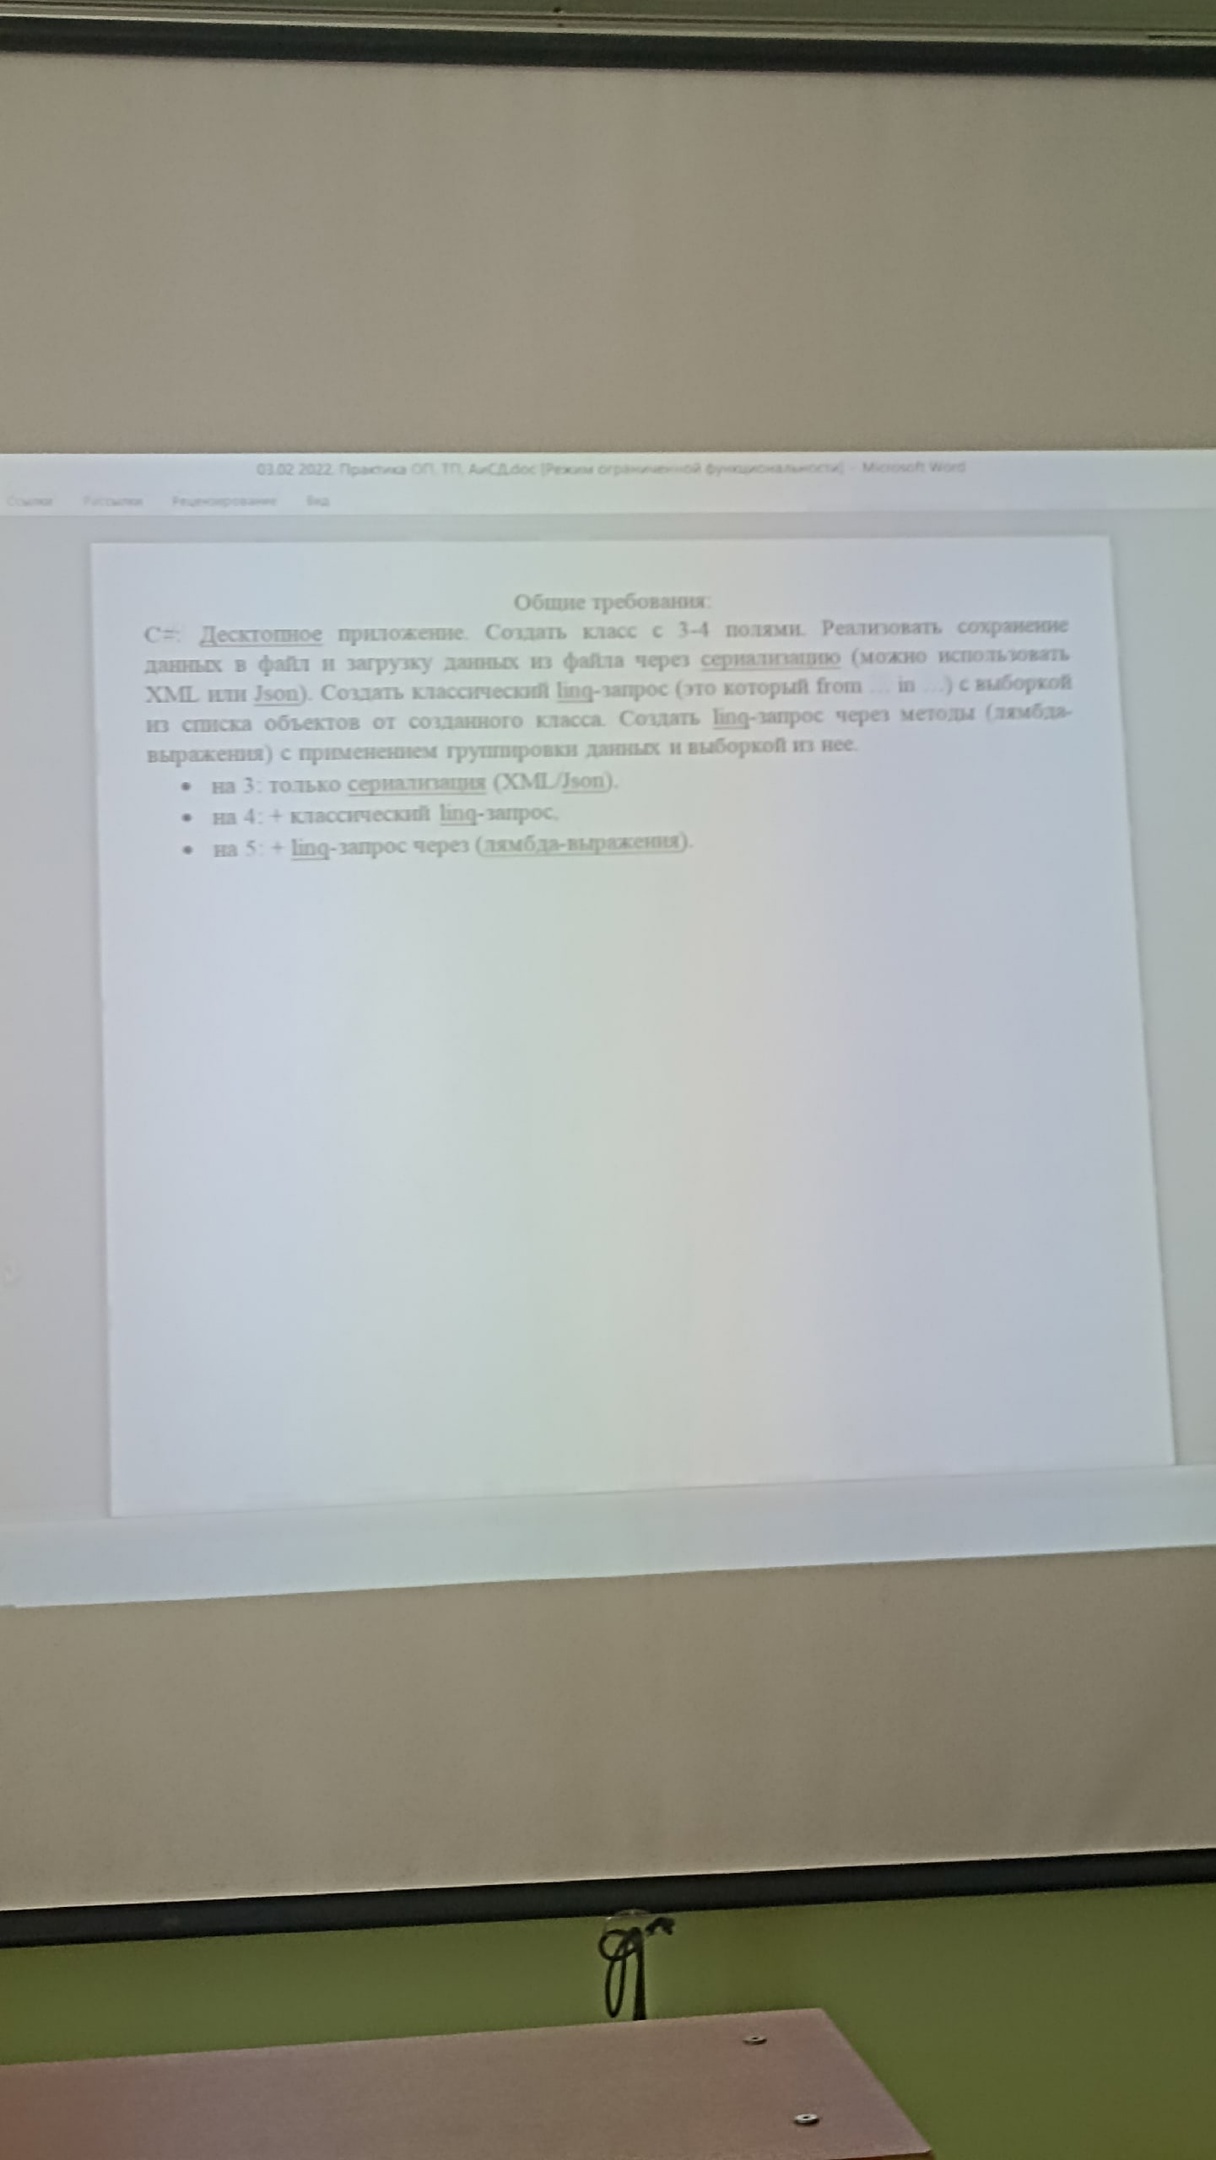 03.02 2022. Практика ОП, ТП, АиСД.doc [Режим ограниченной функциональности] - Microsoft Word
Ссылки Рассылки Рецензирование Вид
Общие требования:
C#: Десктопное приложение. Создать класс с 3-4 полями. Реализовать сохранение
данных в файл и загрузку данных из файла через сериализацию (можно использовать
XML или Json). Создать классический linq-запрос (это который from ... in ...) с выборкой
из списка объектов от созданного класса. Создать linq-запрос через методы (лямбда-
выражения) с применением группировки данных и выборкой из нее.
• на 3: только сериализация (XML/Json).
• на 4: + классический linq-запрос.
• на 5: + linq-запрос через (лямбда-выражения).